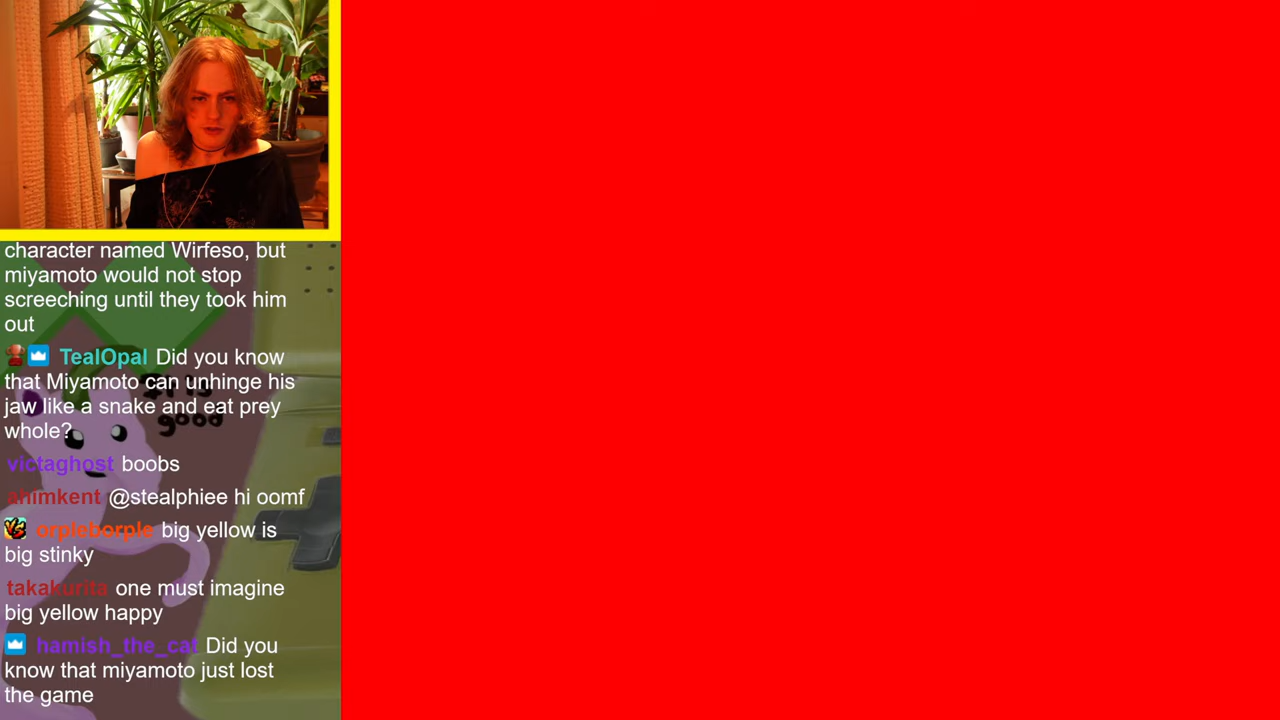 character named Wirfeso, but
miyamoto would not stop
screeching until they took him
out
TealOpal Did you know
that Miyamoto can unhinge his
jaw like a snake and eat prey
whole?
victaghost boobs
ahimkent @stealphiee hi oomf
orpleborple big yellow is
big stinky
takakurita one must imagine
big yellow happy
hamish_the_cat Did you
know that miyamoto just lost
the game
good